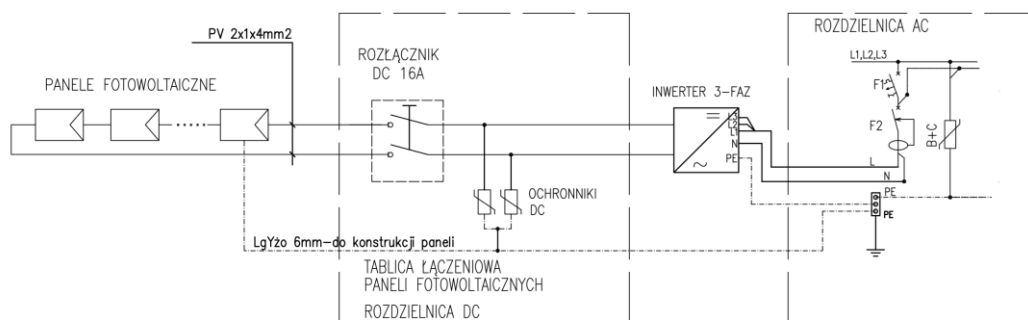 PV 2x1x4mm2
PANELE FOTOWOLTAICZNE
ROZŁĄCZNIK
DC 16A
OCHRONNIKI
DC
LgYżo 6mm-do konstrukcji paneli
TABLICA ŁĄCZENIOWA
PANELI FOTOWOLTAICZNYCH
ROZDZIELNICA DC
INWERTER 3-FAZ
L3
L2
L1
N
PE
ROZDZIELNICA AC
L1,L2,L3
F1
F2
B+C
L
N
PE
PE